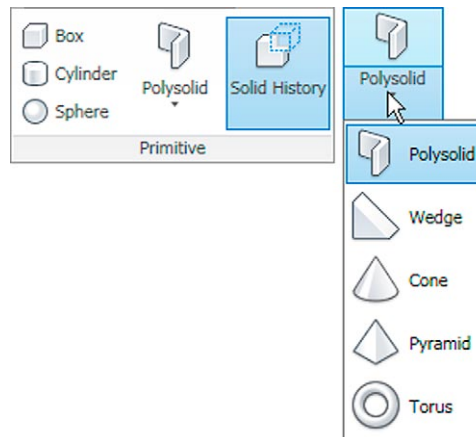 Box
Cylinder
Sphere
Polysolid
Solid History
Primitive
Polysolid
Polysolid
Wedge
Cone
Pyramid
Torus